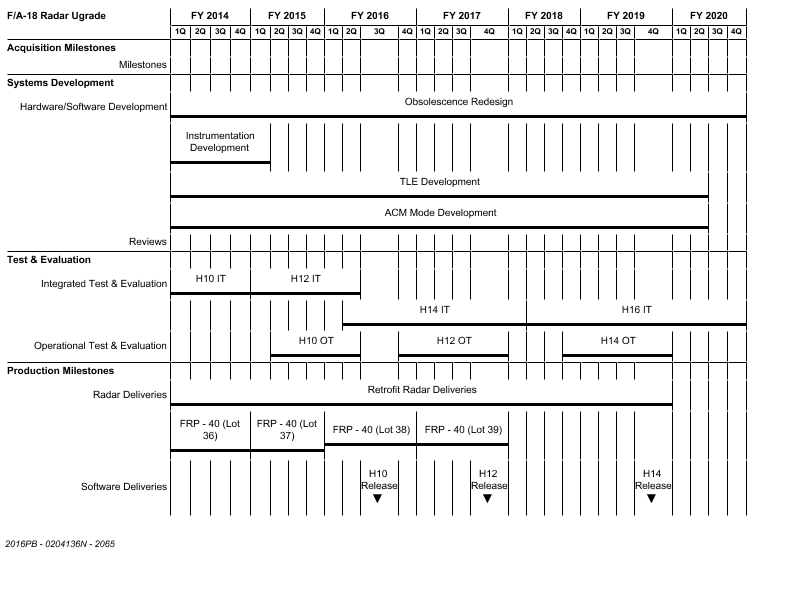 F/A-18 Radar Ugrade FY 2014 FY 2015 FY 2016 FY 2017 FY 2018 FY 2019 FY 2020
1Q 2Q 3Q 4Q 1Q 2Q 3Q 4Q 1Q 2Q 3Q 4Q 1Q 2Q 3Q 4Q 1Q 2Q 3Q 4Q 1Q 2Q 3Q 4Q 1Q 2Q 3Q 4Q
Acquisition Milestones
Milestones
Systems Development
Hardware/Software Development
Obsolescence Redesign
Instrumentation
Development
TLE Development
ACM Mode Development
Reviews
Test & Evaluation
Integrated Test & Evaluation
H10 IT H12 IT
H14 IT H16 IT
Operational Test & Evaluation
H10 OT H12 OT H14 OT
Production Milestones
Radar Deliveries
Retrofit Radar Deliveries
FRP - 40 (Lot
36)
FRP - 40 (Lot
37)
FRP - 40 (Lot 38)
FRP - 40 (Lot 39)
Software Deliveries
H10
Release
H12
Release
H14
Release
2016PB - 0204136N - 2065